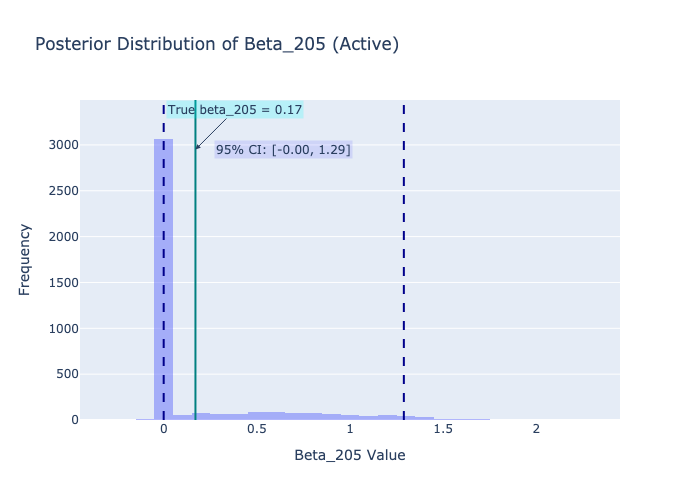 Posterior Distribution of Beta_205 (Active)
True beta_205 = 0.17
95% CI: [-0.00, 1.29]
3000
2500
2000
1500
1000
500
0
Frequency
0 0.5 1 1.5 2
Beta_205 Value